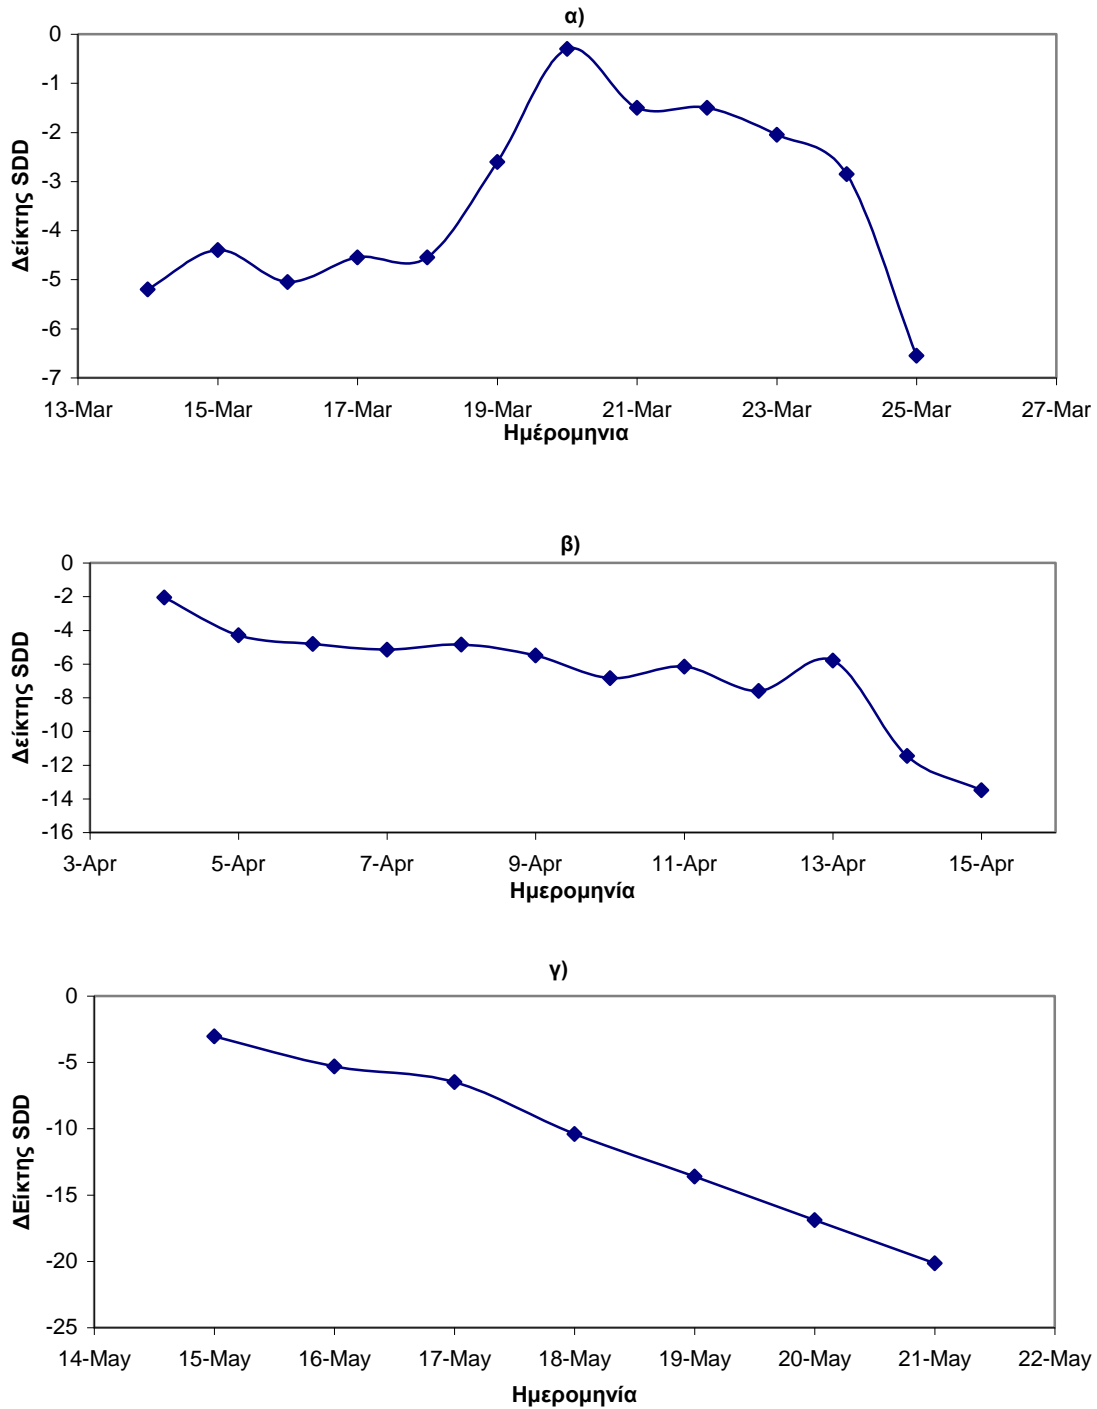 α)
0
-1
-2
-3
-4
-5
-6
-7
Δείκτης SDD
13-Mar 15-Mar 17-Mar 19-Mar 21-Mar 23-Mar 25-Mar 27-Mar
Ημέρομηνια
β)
0
-2
-4
-6
-8
-10
-12
-14
-16
Δείκτης SDD
3-Apr 5-Apr 7-Apr 9-Apr 11-Apr 13-Apr 15-Apr
Ημερομηνία
γ)
0
-5
-10
-15
-20
-25
ΔΕίκτης SDD
14-May 15-May 16-May 17-May 18-May 19-May 20-May 21-May 22-May
Ημερομηνία